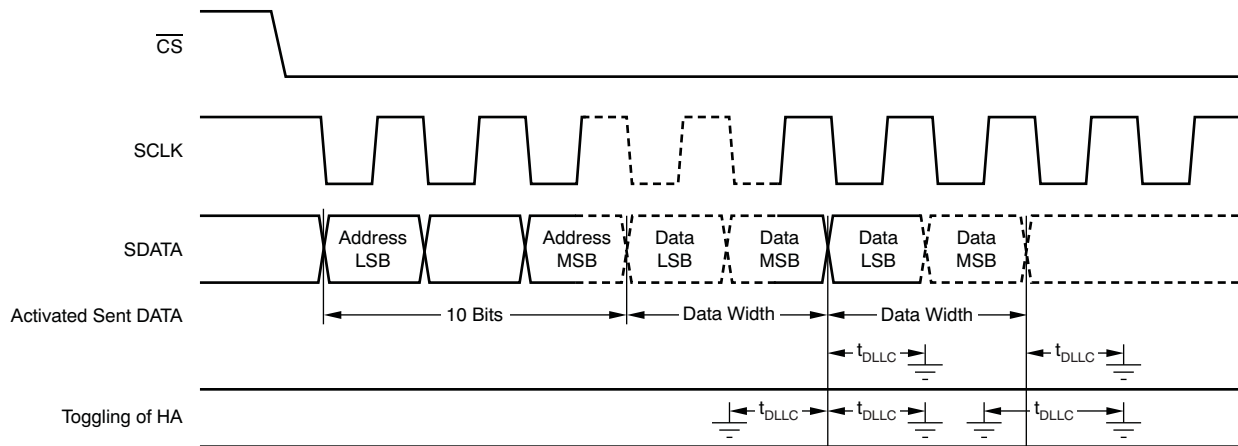 CS
SCLK
SDATA
Address
LSB
Address
MSB
Data
LSB
Data
MSB
Data
LSB
Data
MSB
Activated Sent DATA
10 Bits
Data Width
Data Width
tDLLC
tDLLC
Toggling of HA
tDLLC
tDLLC
tDLLC